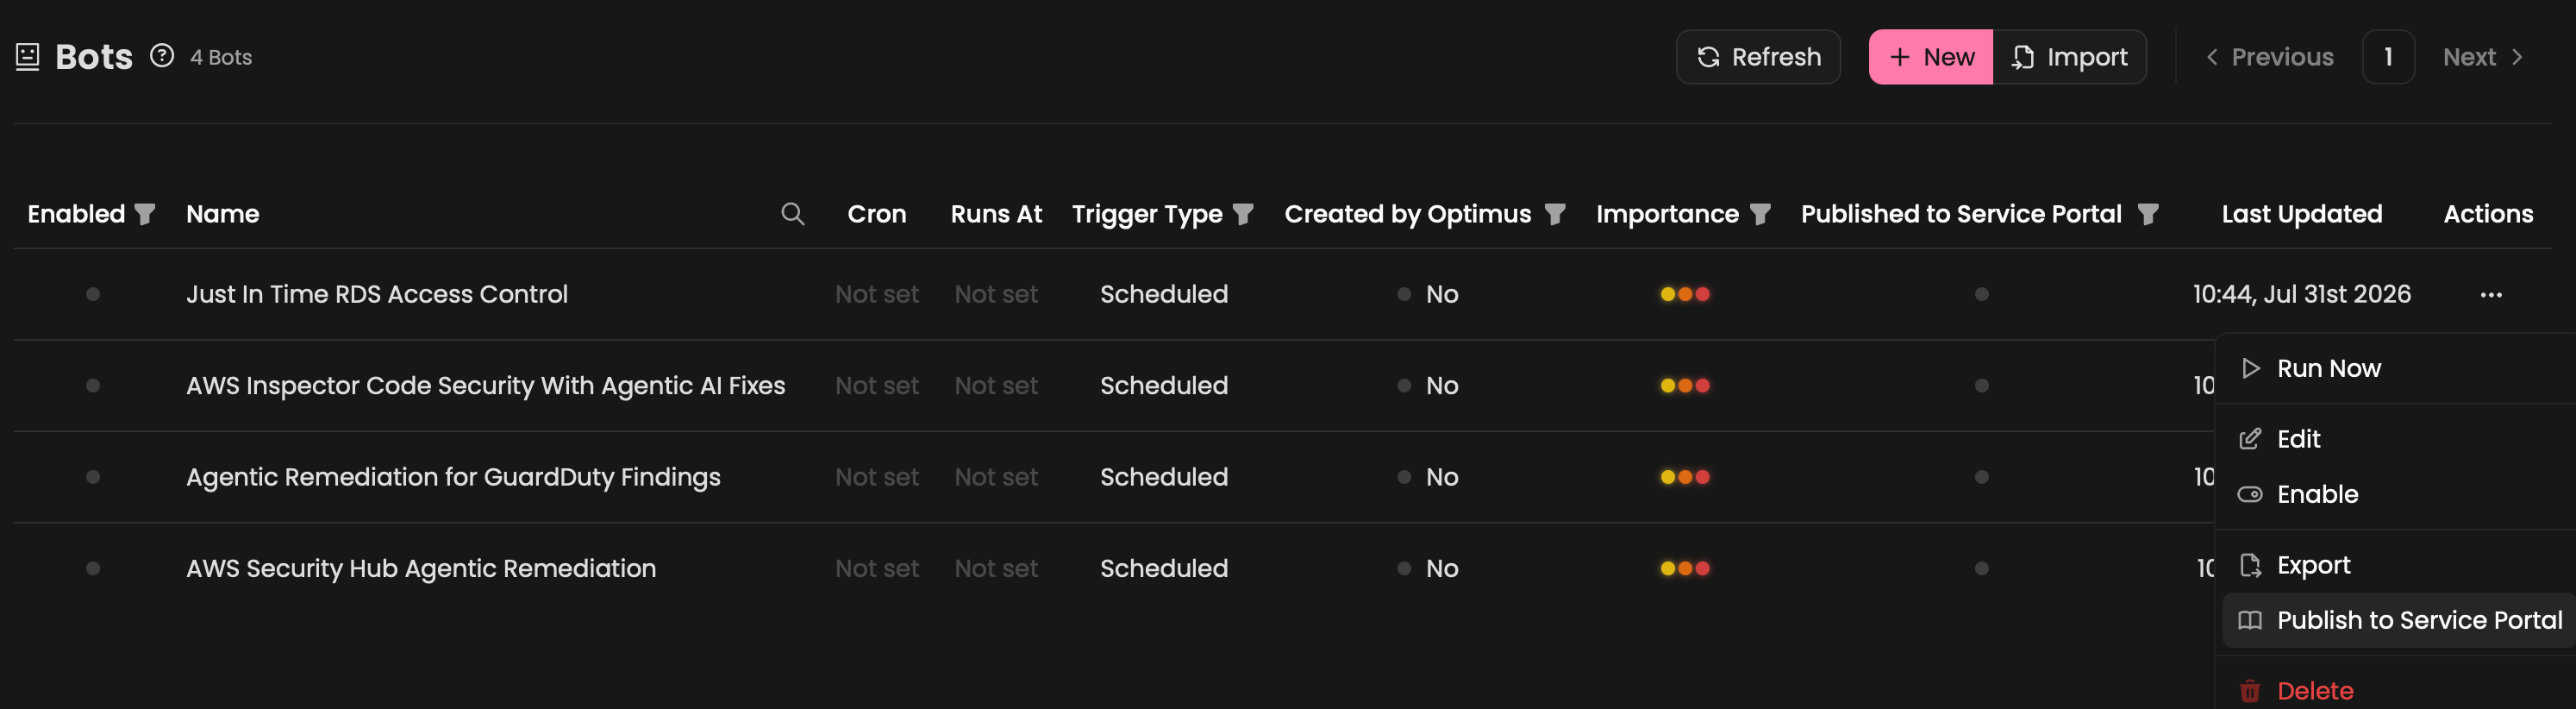 Bots 4 Bots Refresh + New Import Previous 1 Next
Enabled Name Cron Runs At Trigger Type Created by Optimus Importance Published to Service Portal Last Updated Actions
Just In Time RDS Access Control Not set Not set Scheduled No 10:44, Jul 31st 2026 ...
Run Now
AWS Inspector Code Security With Agentic AI Fixes Not set Not set Scheduled No 10
Edit
Agentic Remediation for GuardDuty Findings Not set Not set Scheduled No 10
Enable
Export
AWS Security Hub Agentic Remediation Not set Not set Scheduled No 10
Publish to Service Portal
Delete